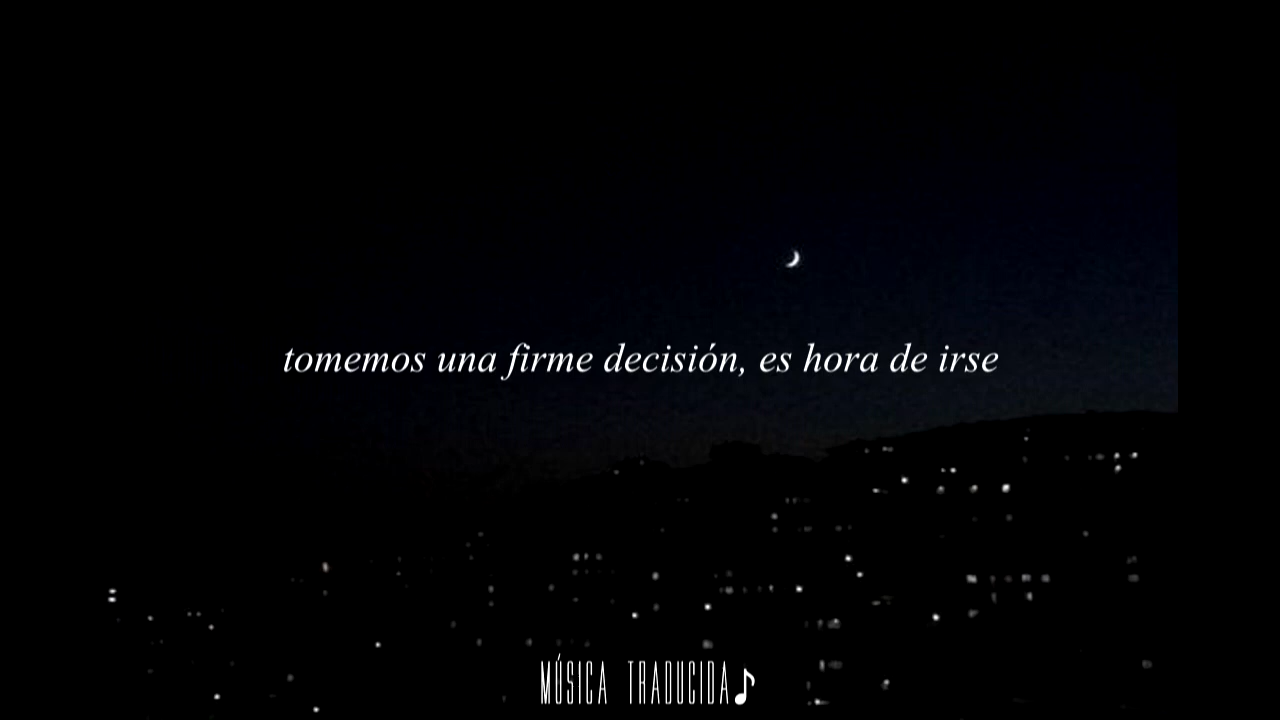 tomemos una firme decisión, es hora de irse
MÚSICA TRADUCIDA♪